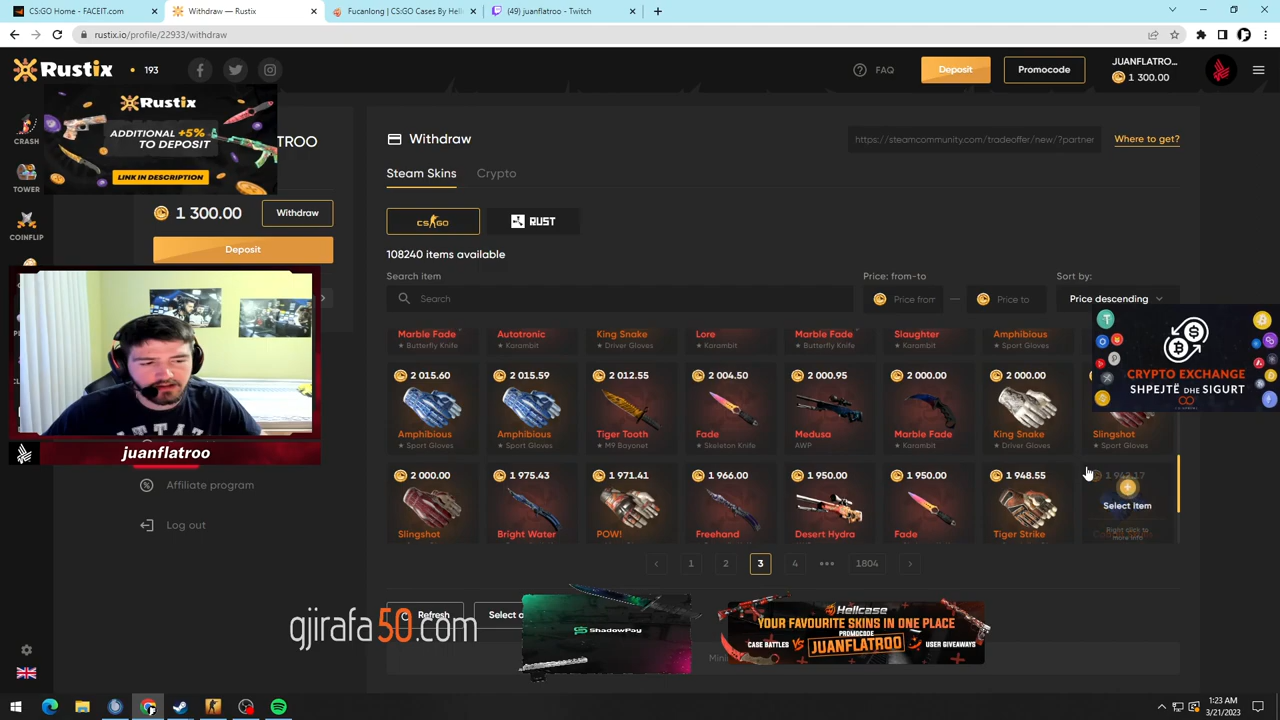 CS:GO Home - FACEIT.com
Withdraw — Rustix
Fucanlong | CS:GO Cases By Hell
(49) juanflatroo - Twitch
rustix.io/profile/22933/withdraw
Rustix
193
FAQ
Deposit
Promocode
JUANFLATRO...
1 300.00
CRASH
TOWER
COINFLIP
Rustix
ADDITIONAL +5%
TO DEPOSIT
LINK IN DESCRIPTION
TROO
1 300.00
Withdraw
Deposit
juanflatroo
Affiliate program
Log out
Withdraw
https://steamcommunity.com/tradeoffer/new/?partner
Where to get?
Steam Skins
Crypto
CS:GO
RUST
108240 items available
Search item
Price: from-to
Sort by:
Search
Price from
Price to
Price descending
Marble Fade
★ Butterfly Knife
Autotronic
★ Karambit
King Snake
★ Driver Gloves
Lore
★ Karambit
Marble Fade
★ Butterfly Knife
Slaughter
★ Karambit
Amphibious
★ Sport Gloves
2 015.60
Amphibious
★ Sport Gloves
2 015.59
Amphibious
★ Sport Gloves
2 012.55
Tiger Tooth
★ M9 Bayonet
2 004.50
Fade
★ Skeleton Knife
2 000.95
Medusa
AWP
2 000.00
Marble Fade
★ Karambit
2 000.00
King Snake
★ Driver Gloves
Slingshot
★ Sport Gloves
2 000.00
Slingshot
1 975.43
Bright Water
1 971.41
POW!
1 966.00
Freehand
1 950.00
Desert Hydra
1 950.00
Fade
1 948.55
Tiger Strike
Select item
Right click to
more info
1
2
3
4
•••
1804
Refresh
Select
CRYPTO EXCHANGE
SHPEJTË DHE SIGURT
gjirafa50.com
ShadowPay
Hellcase
YOUR FAVOURITE SKINS IN ONE PLACE
PROMOCODE
CASE BATTLES
JUANFLATROO
USER GIVEAWAYS
1:23 AM
3/21/2023